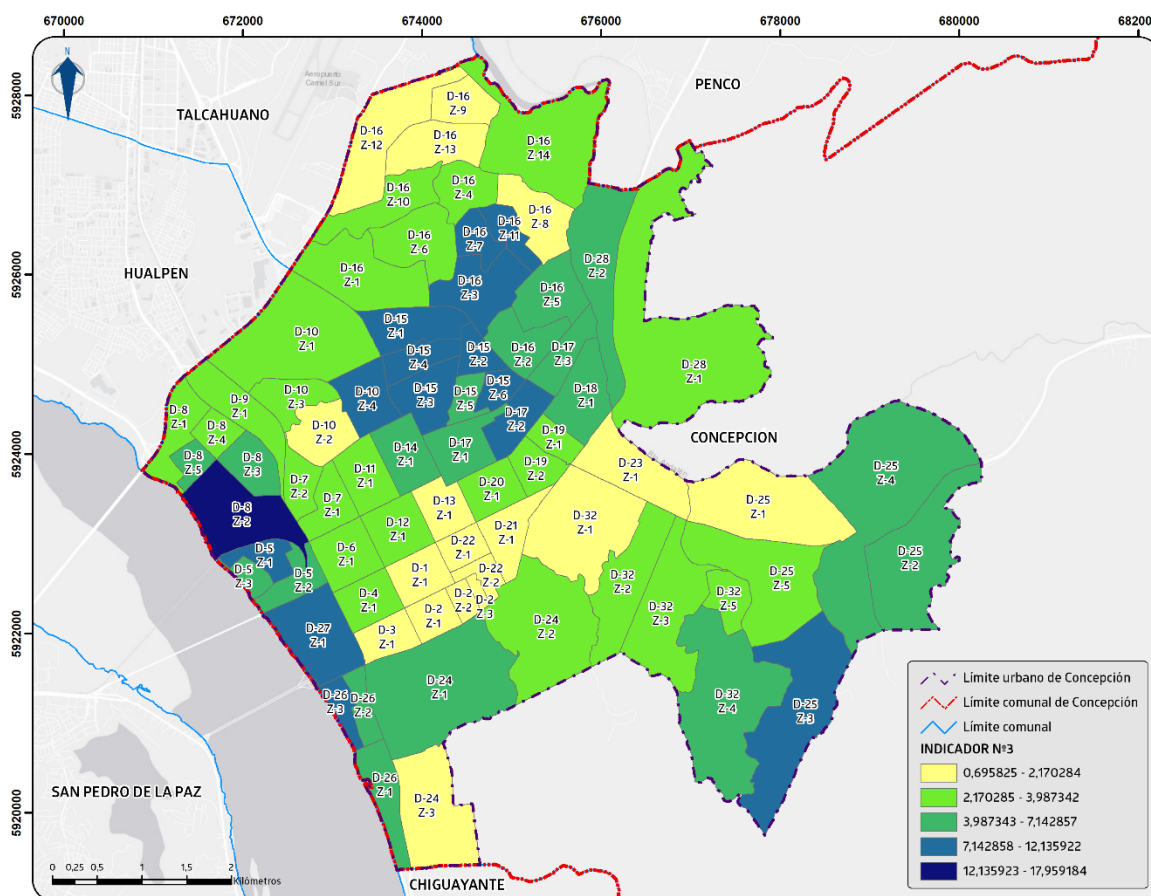 670000
672000
674000
676000
678000
680000
68200
N
5928000
5926000
5924000
5922000
5920000
Aeropuerto
Carriel Sur
TALCAHUANO
PENCO
HUALPEN
CONCEPCION
SAN PEDRO DE LA PAZ
CHIGUAYANTE
D-16
Z-9
D-16
Z-12
D-16
Z-13
D-16
Z-14
D-16
Z-10
D-16
Z-4
D-16
Z-8
D-16
Z-11
D-16
Z-7
D-16
Z-6
D-28
Z-2
D-16
Z-1
D-16
Z-3
D-16
Z-5
D-10
Z-1
D-15
Z-1
D-15
Z-2
D-16
Z-2
D-17
Z-3
D-15
Z-4
D-28
Z-1
D-8
Z-1
D-9
Z-1
D-10
Z-3
D-10
Z-4
D-15
Z-3
D-15
Z-5
D-15
Z-6
D-18
Z-1
D-8
Z-4
D-10
Z-2
D-17
Z-2
D-8
Z-5
D-8
Z-3
D-14
Z-1
D-17
Z-1
D-19
Z-1
D-19
Z-2
D-23
Z-1
D-25
Z-4
D-7
Z-2
D-11
Z-1
D-7
Z-1
D-20
Z-1
D-13
Z-1
D-25
Z-1
D-8
Z-2
D-12
Z-1
D-21
Z-1
D-32
Z-1
D-5
Z-1
D-6
Z-1
D-22
Z-1
D-25
Z-2
D-5
Z-3
D-5
Z-2
D-1
Z-1
D-22
Z-2
D-32
Z-2
D-25
Z-5
D-4
Z-1
D-2
Z-2
D-2
Z-3
D-2
Z-1
D-32
Z-3
D-32
Z-5
D-27
Z-1
D-3
Z-1
D-24
Z-2
D-26
Z-3
D-26
Z-2
D-24
Z-1
D-32
Z-4
D-25
Z-3
D-26
Z-1
D-24
Z-3
Límite urbano de Concepción
Límite comunal de Concepción
Límite comunal
INDICADOR Nº3
0,695825 - 2,170284
2,170285 - 3,987342
3,987343 - 7,142857
7,142858 - 12,135922
12,135923 - 17,959184
0 0,25 0,5 1 1,5 2
Kilómetros